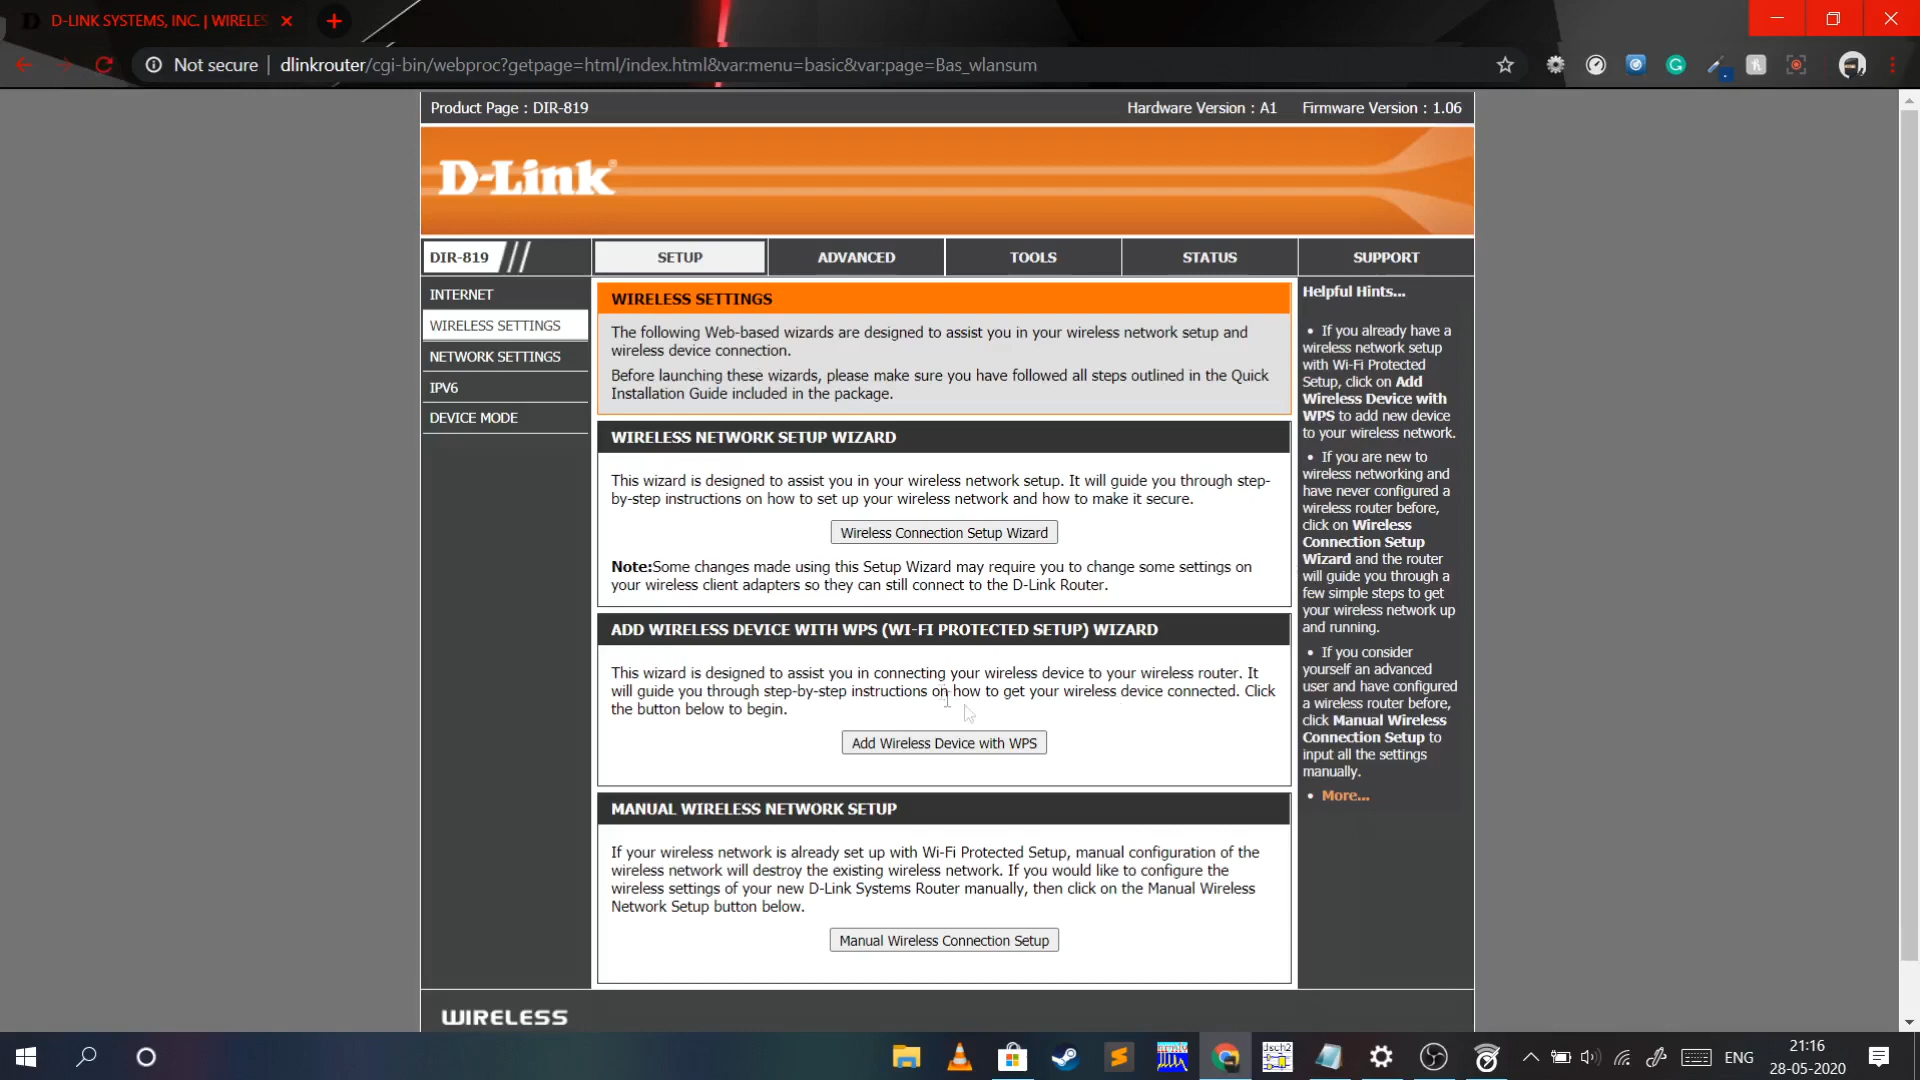 D-LINK SYSTEMS, INC. | WIRELES
Not secure | dlinkrouter/cgi-bin/webproc?getpage=html/index.html&var:menu=basic&var:page=Bas_wlansum
Product Page : DIR-819 Hardware Version : A1 Firmware Version : 1.06
D-Link
DIR-819 SETUP ADVANCED TOOLS STATUS SUPPORT
INTERNET
WIRELESS SETTINGS
NETWORK SETTINGS
IPV6
DEVICE MODE
WIRELESS SETTINGS
The following Web-based wizards are designed to assist you in your wireless network setup and
wireless device connection.
Before launching these wizards, please make sure you have followed all steps outlined in the Quick
Installation Guide included in the package.
WIRELESS NETWORK SETUP WIZARD
This wizard is designed to assist you in your wireless network setup. It will guide you through step-
by-step instructions on how to set up your wireless network and how to make it secure.
Wireless Connection Setup Wizard
Note:Some changes made using this Setup Wizard may require you to change some settings on
your wireless client adapters so they can still connect to the D-Link Router.
ADD WIRELESS DEVICE WITH WPS (WI-FI PROTECTED SETUP) WIZARD
This wizard is designed to assist you in connecting your wireless device to your wireless router. It
will guide you through step-by-step instructions on how to get your wireless device connected. Click
the button below to begin.
Add Wireless Device with WPS
MANUAL WIRELESS NETWORK SETUP
If your wireless network is already set up with Wi-Fi Protected Setup, manual configuration of the
wireless network will destroy the existing wireless network. If you would like to configure the
wireless settings of your new D-Link Systems Router manually, then click on the Manual Wireless
Network Setup button below.
Manual Wireless Connection Setup
Helpful Hints...
• If you already have a
wireless network setup
with Wi-Fi Protected
Setup, click on Add
Wireless Device with
WPS to add new device
to your wireless network.
• If you are new to
wireless networking and
have never configured a
wireless router before,
click on Wireless
Connection Setup
Wizard and the router
will guide you through a
few simple steps to get
your wireless network up
and running.
• If you consider
yourself an advanced
user and have configured
a wireless router before,
click Manual Wireless
Connection Setup to
input all the settings
manually.
• More...
WIRELESS
Dsch2
ENG
21:16
28-05-2020